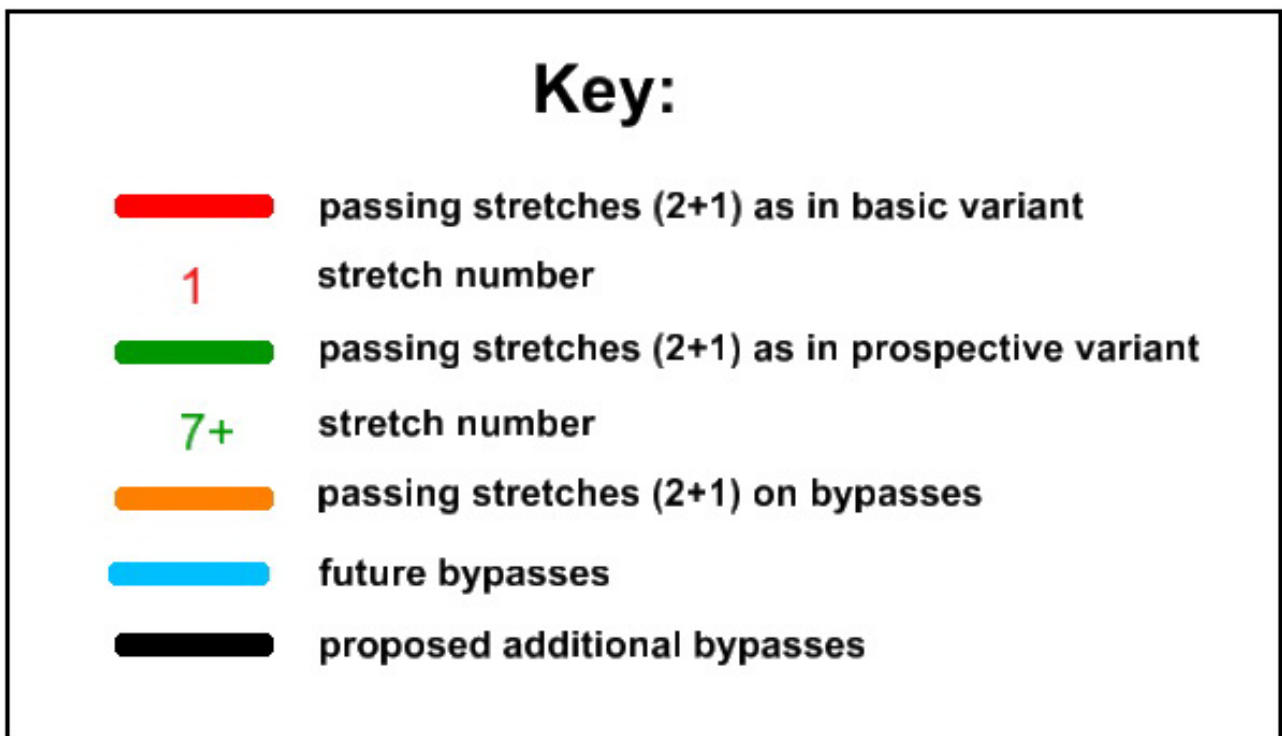 Key:
passing stretches (2+1) as in basic variant
1 stretch number
passing stretches (2+1) as in prospective variant
7+ stretch number
passing stretches (2+1) on bypasses
future bypasses
proposed additional bypasses